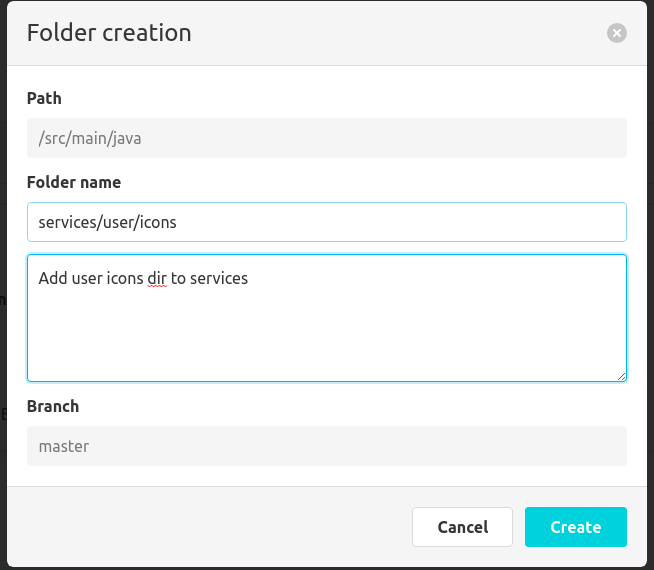 Folder creation
Path
/src/main/java
Folder name
services/user/icons
Add user icons dir to services
Branch
master
Cancel
Create